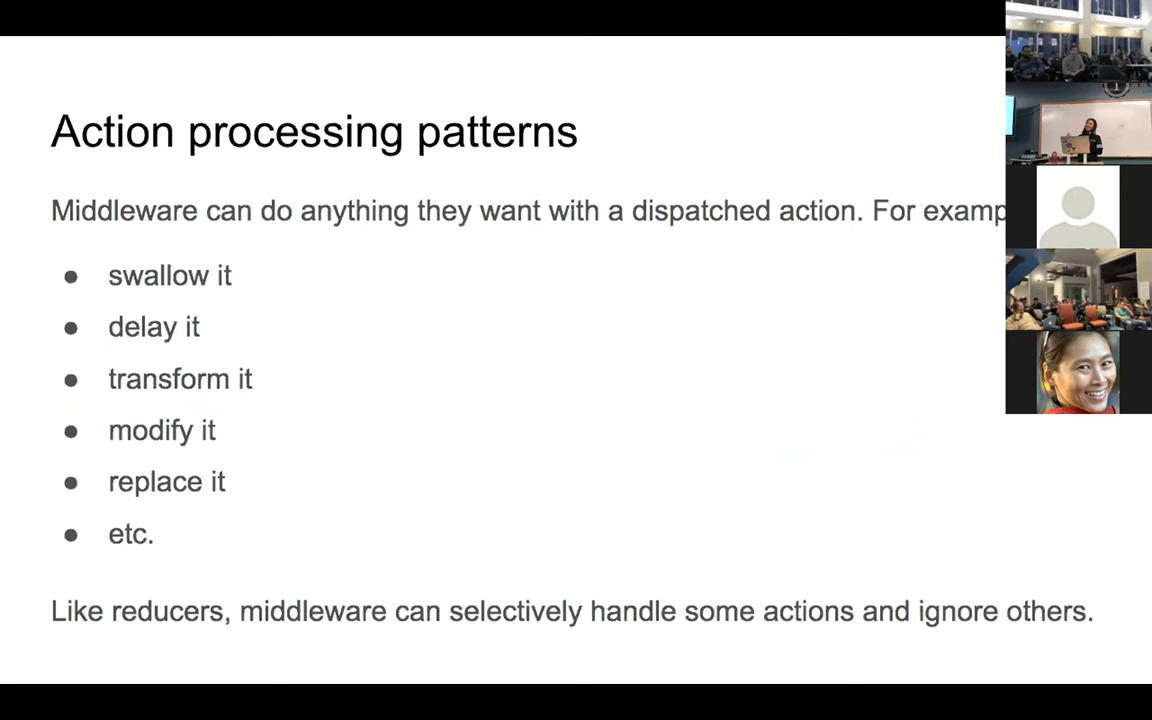 Action processing patterns
Middleware can do anything they want with a dispatched action. For examp
● swallow it
● delay it
● transform it
● modify it
● replace it
● etc.
Like reducers, middleware can selectively handle some actions and ignore others.